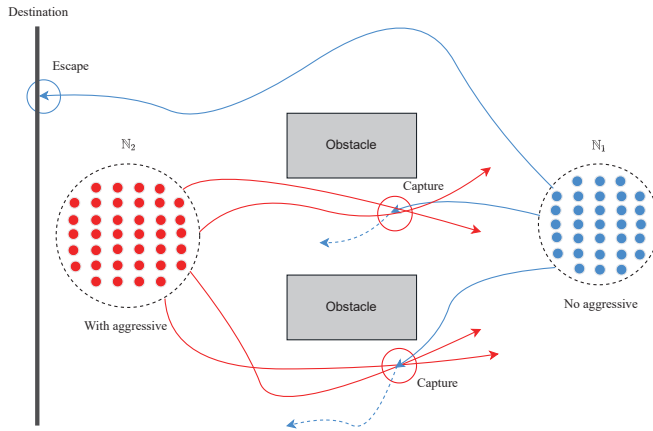 Destination
Escape
ℕ₂
Obstacle
ℕ₁
Capture
With aggressive
Obstacle
No aggressive
Capture